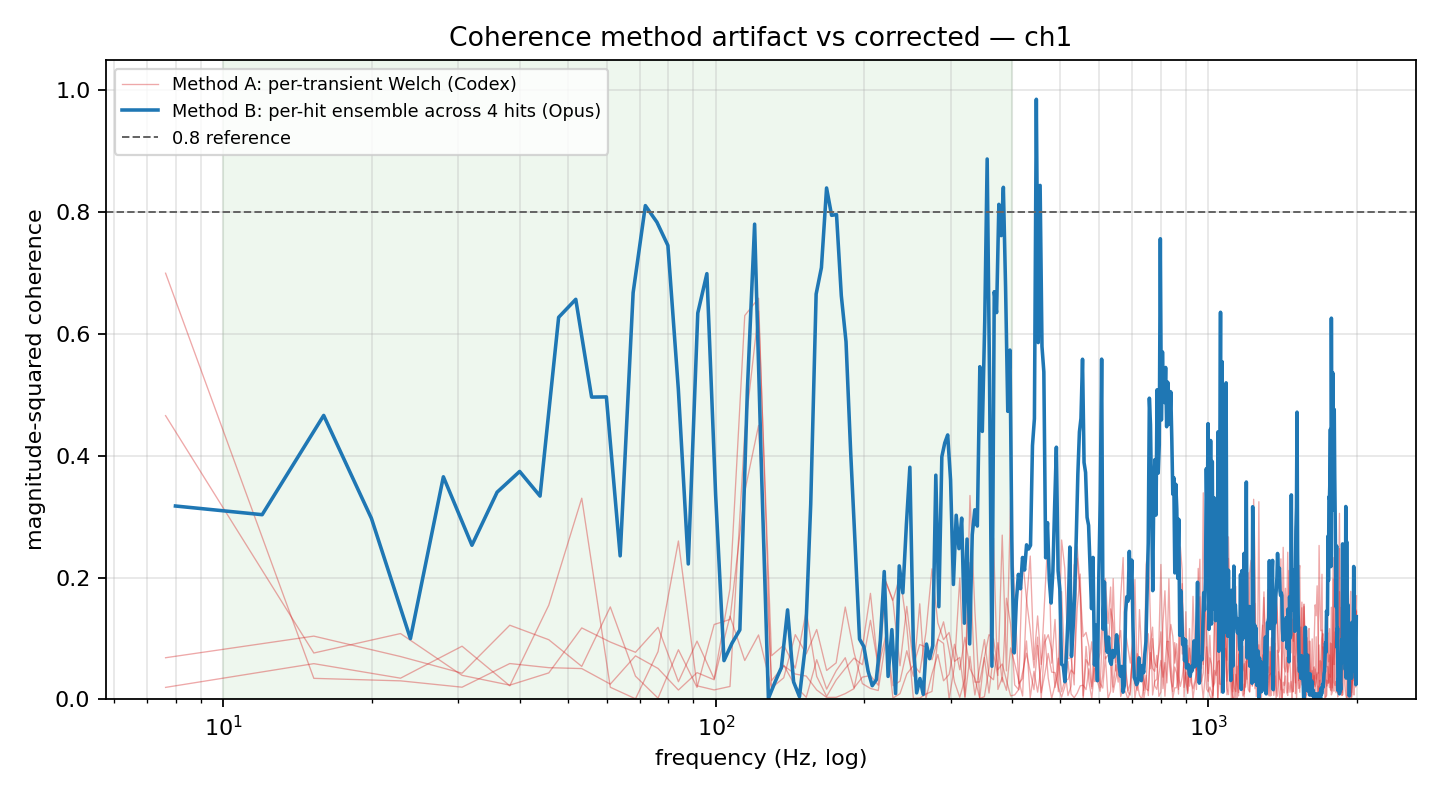 Coherence method artifact vs corrected — ch1
Method A: per-transient Welch (Codex)
Method B: per-hit ensemble across 4 hits (Opus)
0.8 reference
magnitude-squared coherence
1.0
0.8
0.6
0.4
0.2
0.0
10¹
10²
10³
frequency (Hz, log)